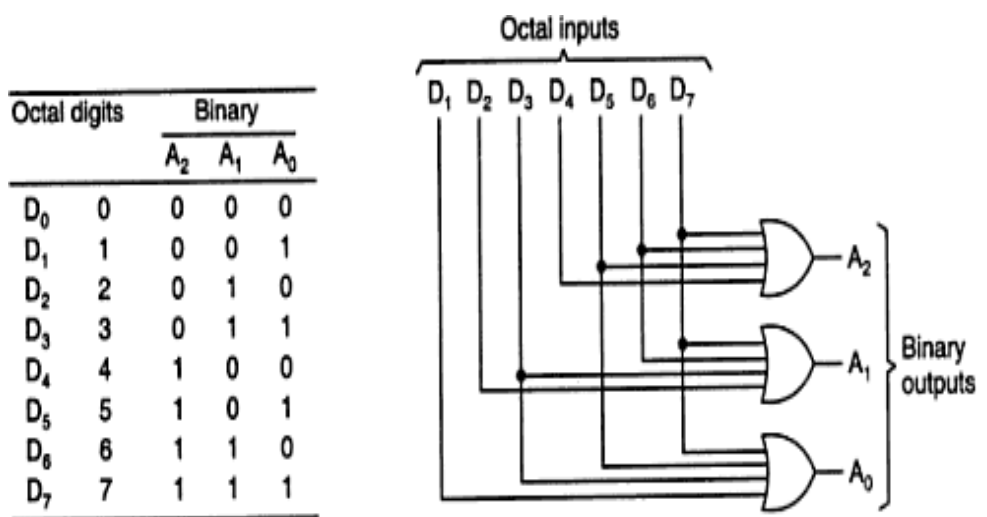 Octal digits Binary
A₂ A₁ A₀
D₀ 0 0 0 0
D₁ 1 0 0 1
D₂ 2 0 1 0
D₃ 3 0 1 1
D₄ 4 1 0 0
D₅ 5 1 0 1
D₆ 6 1 1 0
D₇ 7 1 1 1
Octal inputs
D₁ D₂ D₃ D₄ D₅ D₆ D₇
A₂
A₁
A₀
Binary
outputs